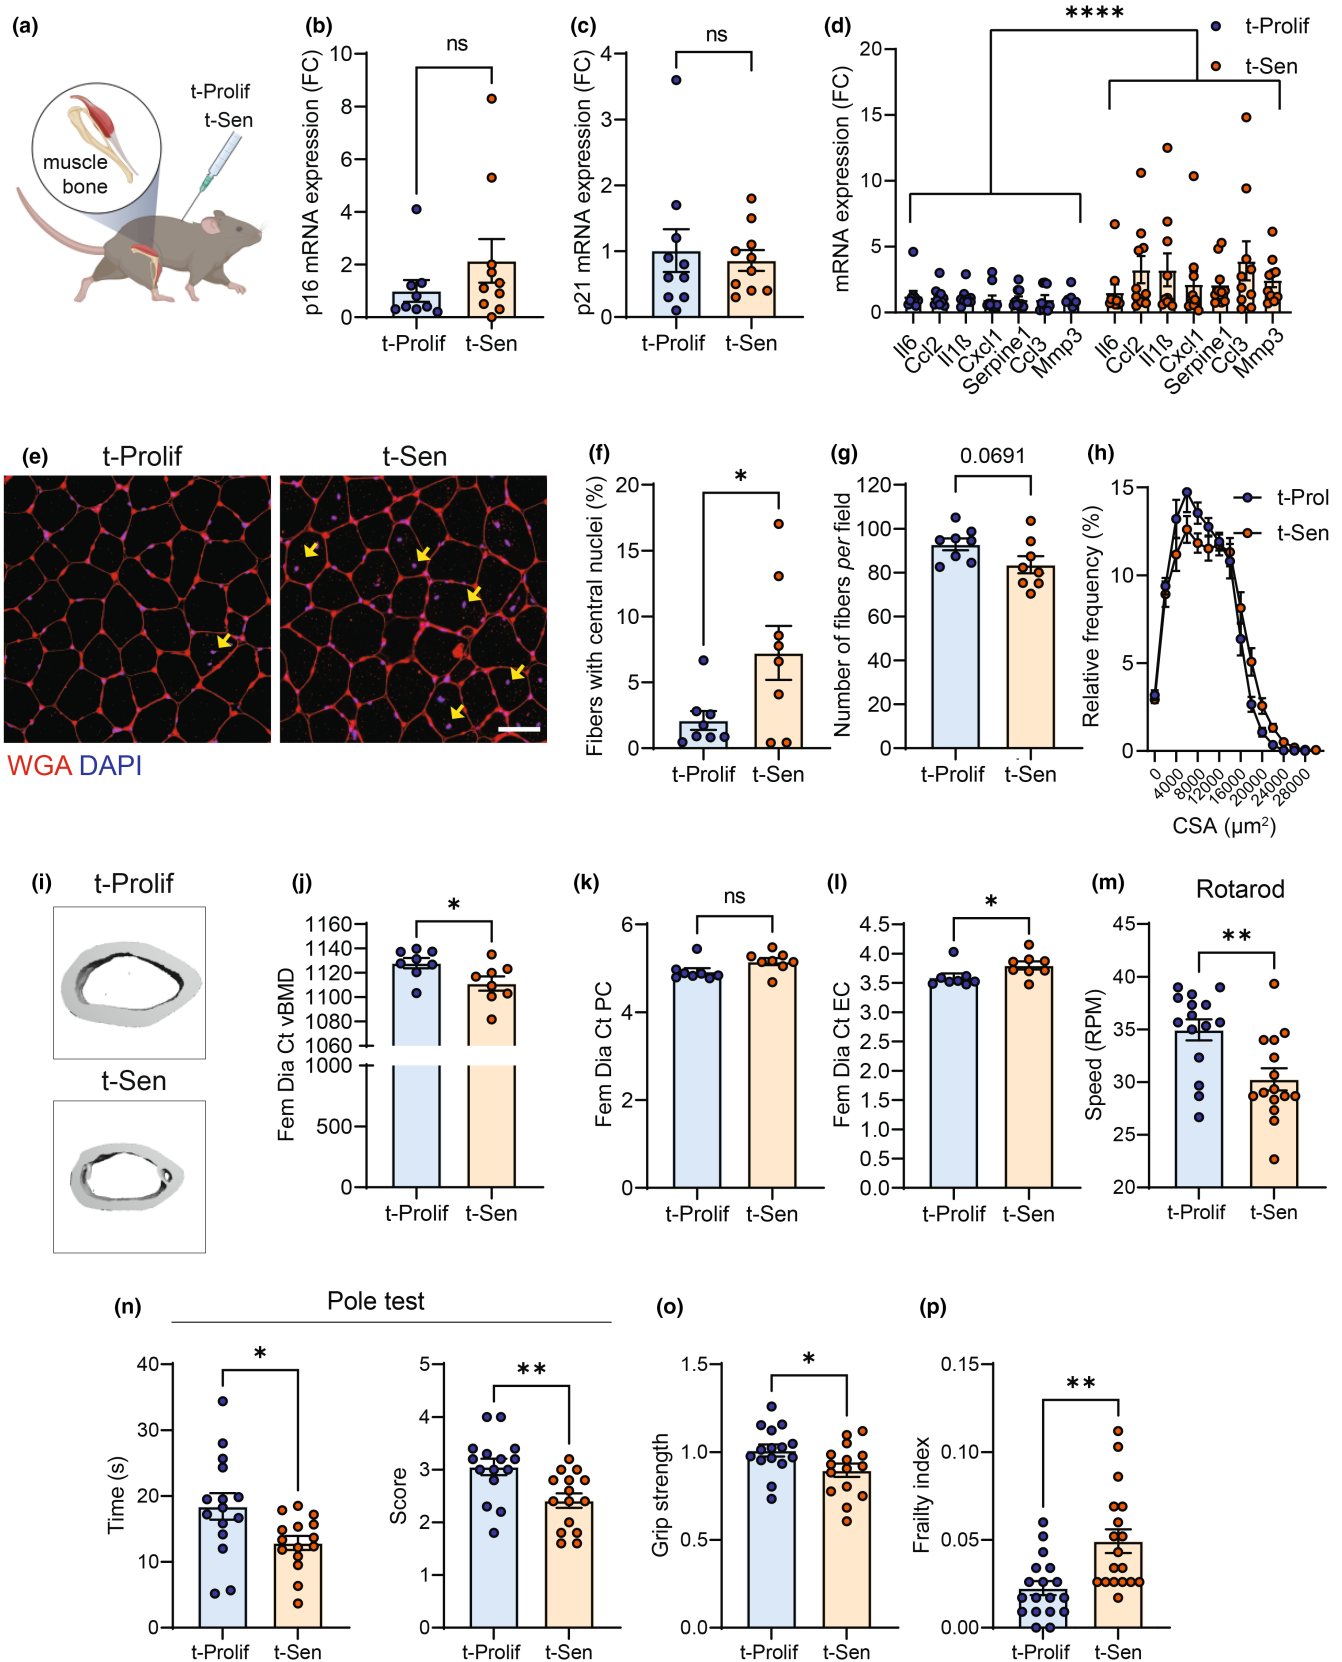 (a)
t-Prolif
t-Sen
muscle
bone
(b)
p16 mRNA expression (FC)
10
8
6
4
2
0
ns
t-Prolif t-Sen
(c)
p21 mRNA expression (FC)
4
3
2
1
0
ns
t-Prolif t-Sen
(d)
mRNA expression (FC)
20
15
10
5
0
****
t-Prolif
t-Sen
Il6
Ccl2
Il1ß
Cxcl1
Serpine1
Ccl3
Mmp3
Il6
Ccl2
Il1ß
Cxcl1
Serpine1
Ccl3
Mmp3
(e)
t-Prolif
t-Sen
WGA DAPI
(f)
Fibers with central nuclei (%)
20
15
10
5
0
*
t-Prolif t-Sen
(g)
Number of fibers per field
120
100
80
60
40
20
0
0.0691
t-Prolif t-Sen
(h)
Relative frequency (%)
15
10
5
0
t-Prol
t-Sen
0
4000
8000
12000
16000
20000
24000
28000
CSA (µm²)
(i)
t-Prolif
t-Sen
(j)
Fem Dia Ct vBMD
1160
1140
1120
1100
1080
1060
1000
500
0
*
t-Prolif t-Sen
(k)
Fem Dia Ct PC
6
4
2
0
ns
t-Prolif t-Sen
(l)
Fem Dia Ct EC
4.5
4.0
3.5
3.0
2.5
2.0
1.5
1.0
0.5
0.0
*
t-Prolif t-Sen
(m)
Rotarod
Speed (RPM)
45
40
35
30
25
20
**
t-Prolif t-Sen
(n)
Pole test
Time (s)
40
30
20
10
0
*
t-Prolif t-Sen
Score
5
4
3
2
1
0
**
t-Prolif t-Sen
(o)
Grip strength
1.5
1.0
0.5
0.0
*
t-Prolif t-Sen
(p)
Frailty index
0.15
0.10
0.05
0.00
**
t-Prolif t-Sen